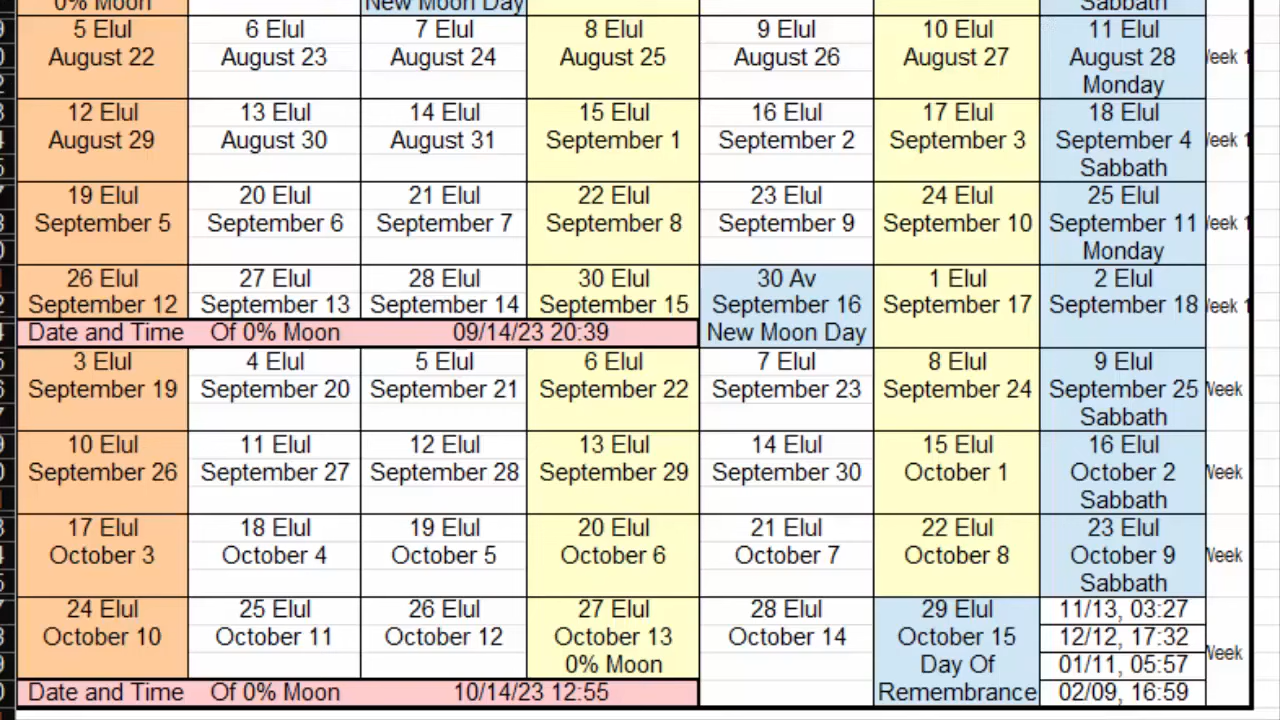 0% Moon New Moon Day Sabbath
5 Elul 6 Elul 7 Elul 8 Elul 9 Elul 10 Elul 11 Elul
August 22 August 23 August 24 August 25 August 26 August 27 August 28
Monday
12 Elul 13 Elul 14 Elul 15 Elul 16 Elul 17 Elul 18 Elul
August 29 August 30 August 31 September 1 September 2 September 3 September 4
Sabbath
19 Elul 20 Elul 21 Elul 22 Elul 23 Elul 24 Elul 25 Elul
September 5 September 6 September 7 September 8 September 9 September 10 September 11
Monday
26 Elul 27 Elul 28 Elul 30 Elul 30 Av 1 Elul 2 Elul
September 12 September 13 September 14 September 15 September 16 September 17 September 18
Date and Time Of 0% Moon 09/14/23 20:39 New Moon Day
3 Elul 4 Elul 5 Elul 6 Elul 7 Elul 8 Elul 9 Elul
September 19 September 20 September 21 September 22 September 23 September 24 September 25 Week
Sabbath
10 Elul 11 Elul 12 Elul 13 Elul 14 Elul 15 Elul 16 Elul
September 26 September 27 September 28 September 29 September 30 October 1 October 2 Week
Sabbath
17 Elul 18 Elul 19 Elul 20 Elul 21 Elul 22 Elul 23 Elul
October 3 October 4 October 5 October 6 October 7 October 8 October 9 Week
Sabbath
24 Elul 25 Elul 26 Elul 27 Elul 28 Elul 29 Elul 11/13, 03:27
October 10 October 11 October 12 October 13 October 14 October 15 12/12, 17:32 Week
0% Moon Day Of 01/11, 05:57
Date and Time Of 0% Moon 10/14/23 12:55 Remembrance 02/09, 16:59